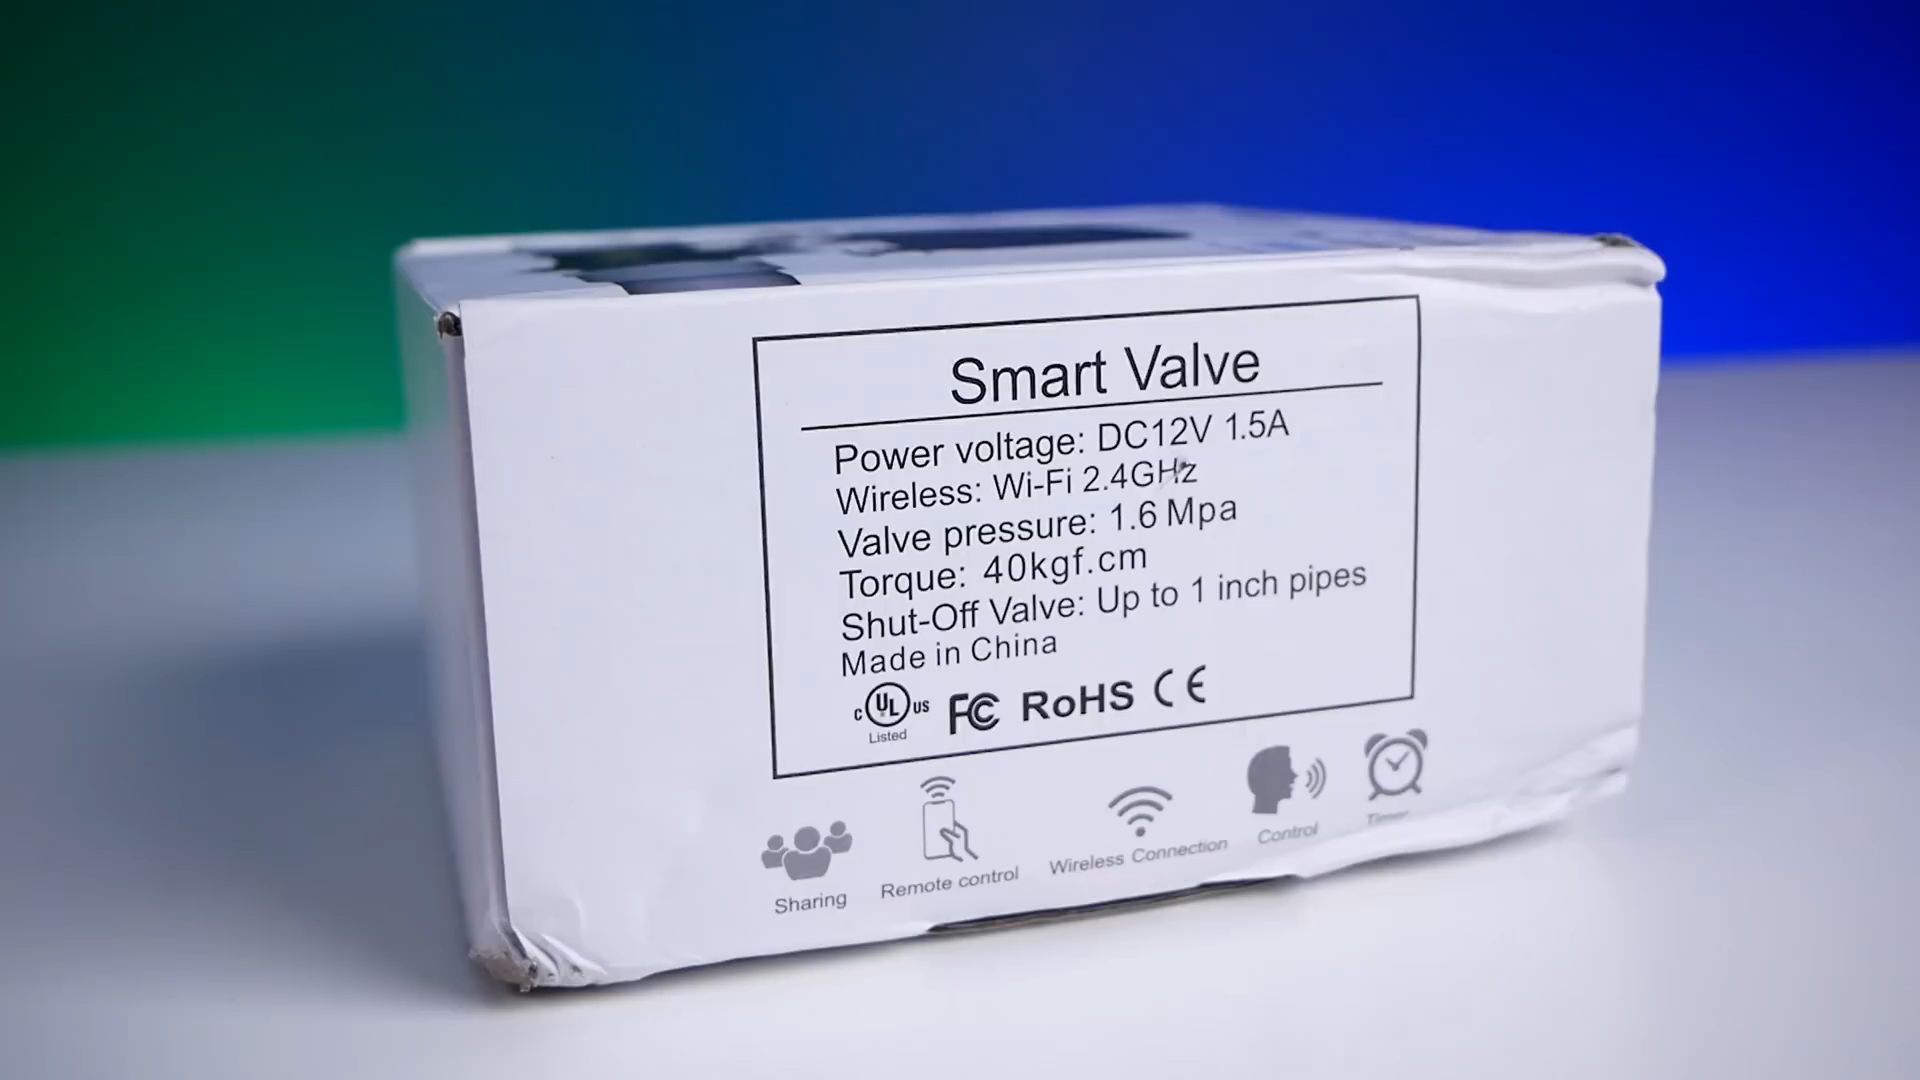 Smart Valve
Power voltage: DC12V 1.5A
Wireless: Wi-Fi 2.4GHz
Valve pressure: 1.6 Mpa
Torque: 40kgf.cm
Shut-Off Valve: Up to 1 inch pipes
Made in China
c UL US FC RoHS CE
Listed
Sharing Remote control Wireless Connection Control Timer